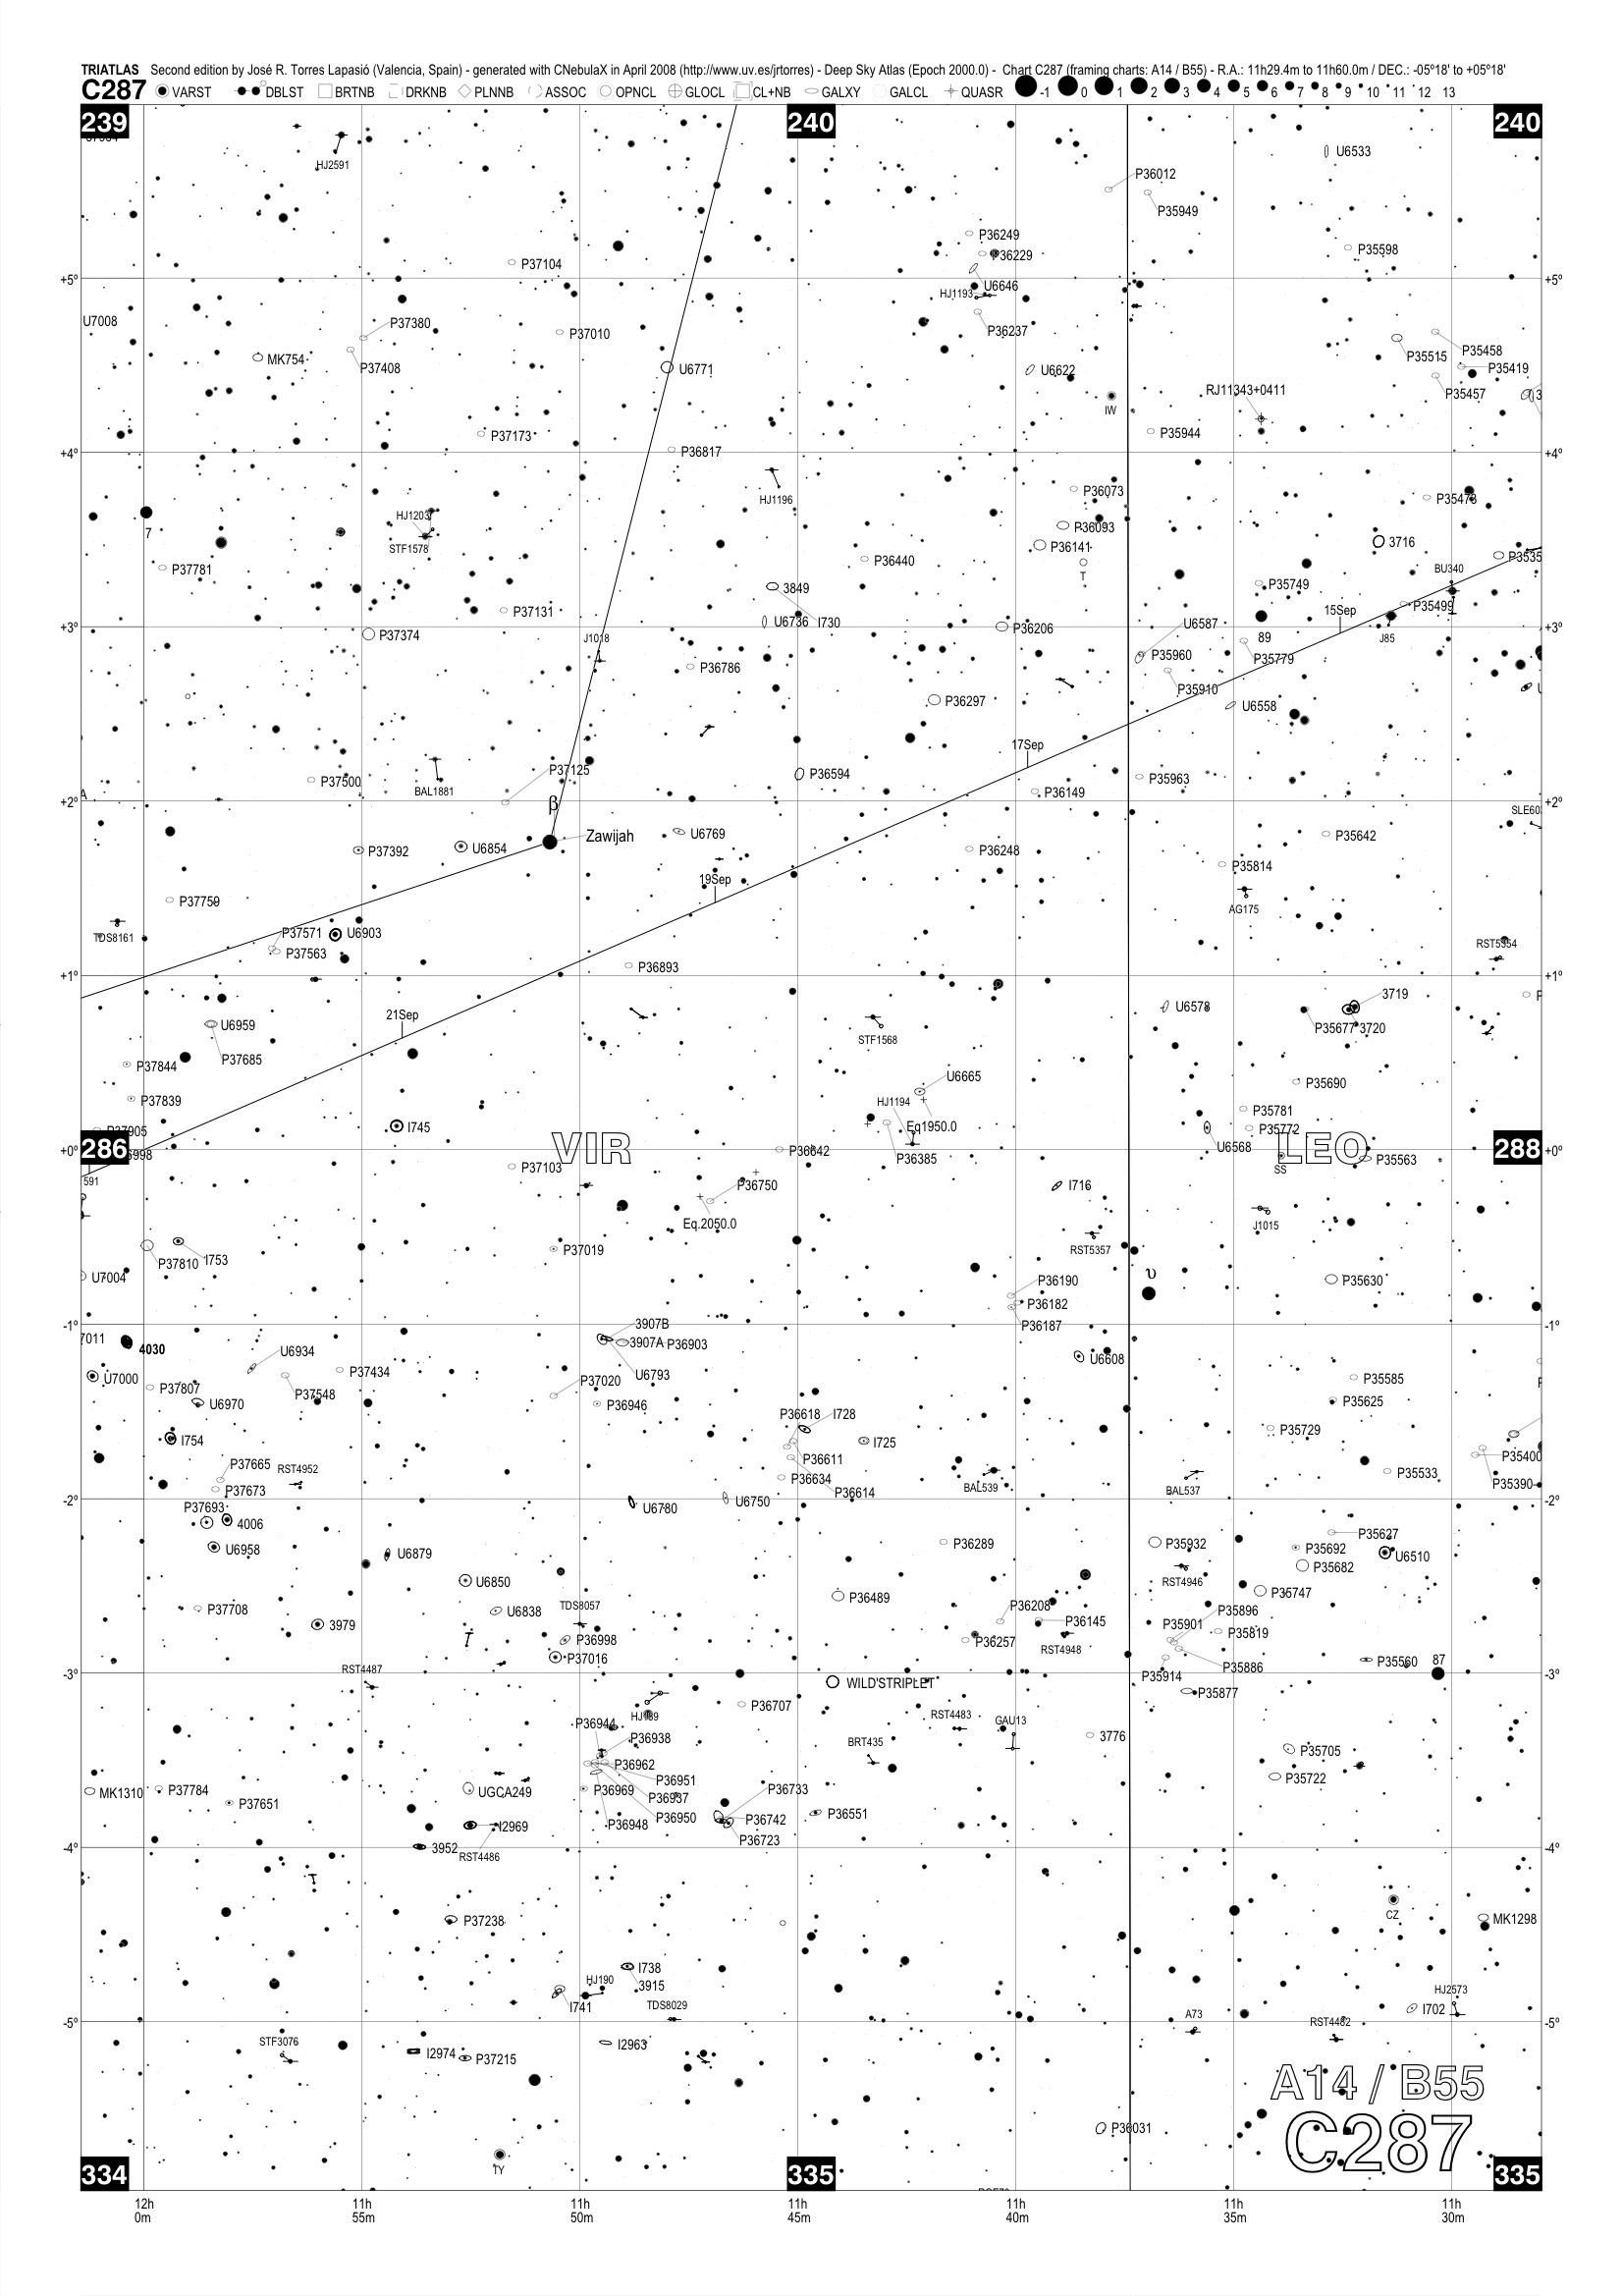 TRIATLAS Second edition by José R. Torres Lapasió (Valencia, Spain) - generated with CNebulaX in April 2008 (http://www.uv.es/jrtorres) - Deep Sky Atlas (Epoch 2000.0) - Chart C287 (framing charts: A14 / B55) - R.A.: 11h29.4m to 11h60.0m / DEC.: -05º18' to +05º18'
C287 VARST DBLST BRTNB DRKNB PLNNB ASSOC OPNCL GLOCL CL+NB GALXY GALCL QUASR -1 0 1 2 3 4 5 6 7 8 9 10 11 12 13
239 240 240
HJ2591 U6533
P36012
P35949
P36249 P35598
P37104 P36229
+5º +5º
U6646
HJ1193
U7008 P37380 P37010 P36237
P35458
MK754 P37408 P35515 P35419
U6771 U6622
RJ11343+0411 P35457
IW
P37173 P35944
+4º P36817 +4º
HJ1196 P36073 P35473
HJ1203 P36093
7
STF1578 P36141 3716
P37781 P36440 T BU340
3849 P35749
P37131 P35499
15Sep
+3º P37374 U6736 I730 P36206 U6587 +3º
J1018 89 J85
P36786 P35960 P35779
P35910
P36297 U6558
17Sep
P37500 P37125 P36594 P35963
BAL1881 P36149
+2º β +2º
Zawijah U6769 P35642
P37392 U6854 P36248 P35814
19Sep
P37759 AG175
TDS8161 P37571 U6903
P37563 RST5354
+1º P36893 +1º
3719
21Sep U6578
U6959 P35677 3720
P37685 STF1568
P37844 U6665 P35690
P37839 HJ1194
P35781
I745 Eq1950.0 P35772
286 VIR LEO 288
+0º P36642 P36385 U6568 P35563 +0º
P37103 SS
591 P36750 I716
Eq.2050.0 J1015
P37019 RST5357
P37810 I753
U7004 P36190 υ P35630
P36182
P36187
-1º 3907B -1º
4030 3907A P36903
U6934 U6793 U6608
U7000 P37434 P35585
P37807 P37548 P37020 P35625
U6970 P36946
P36618 I728 P35729
I754 I725
P37665 RST4952 P36611 P35400
P37673 P36634 BAL539 BAL537 P35533 P35390
P36614
-2º P37693 U6780 U6750 -2º
4006 P35627
U6958 U6879 P36289 P35932 P35692 U6510
RST4946 P35682
U6850 P36489 P35747
P37708 U6838 TDS8057 P36208 P35896
3979 P36145 P35901
P36998 P36257 RST4948 P35819
P37016 P35886 P35560 87
-3º RST4487 P35914 -3º
WILD'STRIPLET P35877
P36707
P36944 HJ189 RST4483 GAU13
P36938 3776
BRT435 P35705
P36962
P36951 P35722
MK1310 P37784 UGCA249 P36969 P36937 P36733
P37651 P36551
I2969 P36948 P36950 P36742
P36723
-4º 3952 -4º
RST4486
CZ
P37238 MK1298
I738
HJ190 3915 HJ2573
I741 TDS8029 I702
-5º A73 RST4482 -5º
STF3076 I2974 P37215 I2963
A14 / B55
P36031 C287
TY
334 335 335
12h 11h 11h 11h 11h 11h 11h
0m 55m 50m 45m 40m 35m 30m